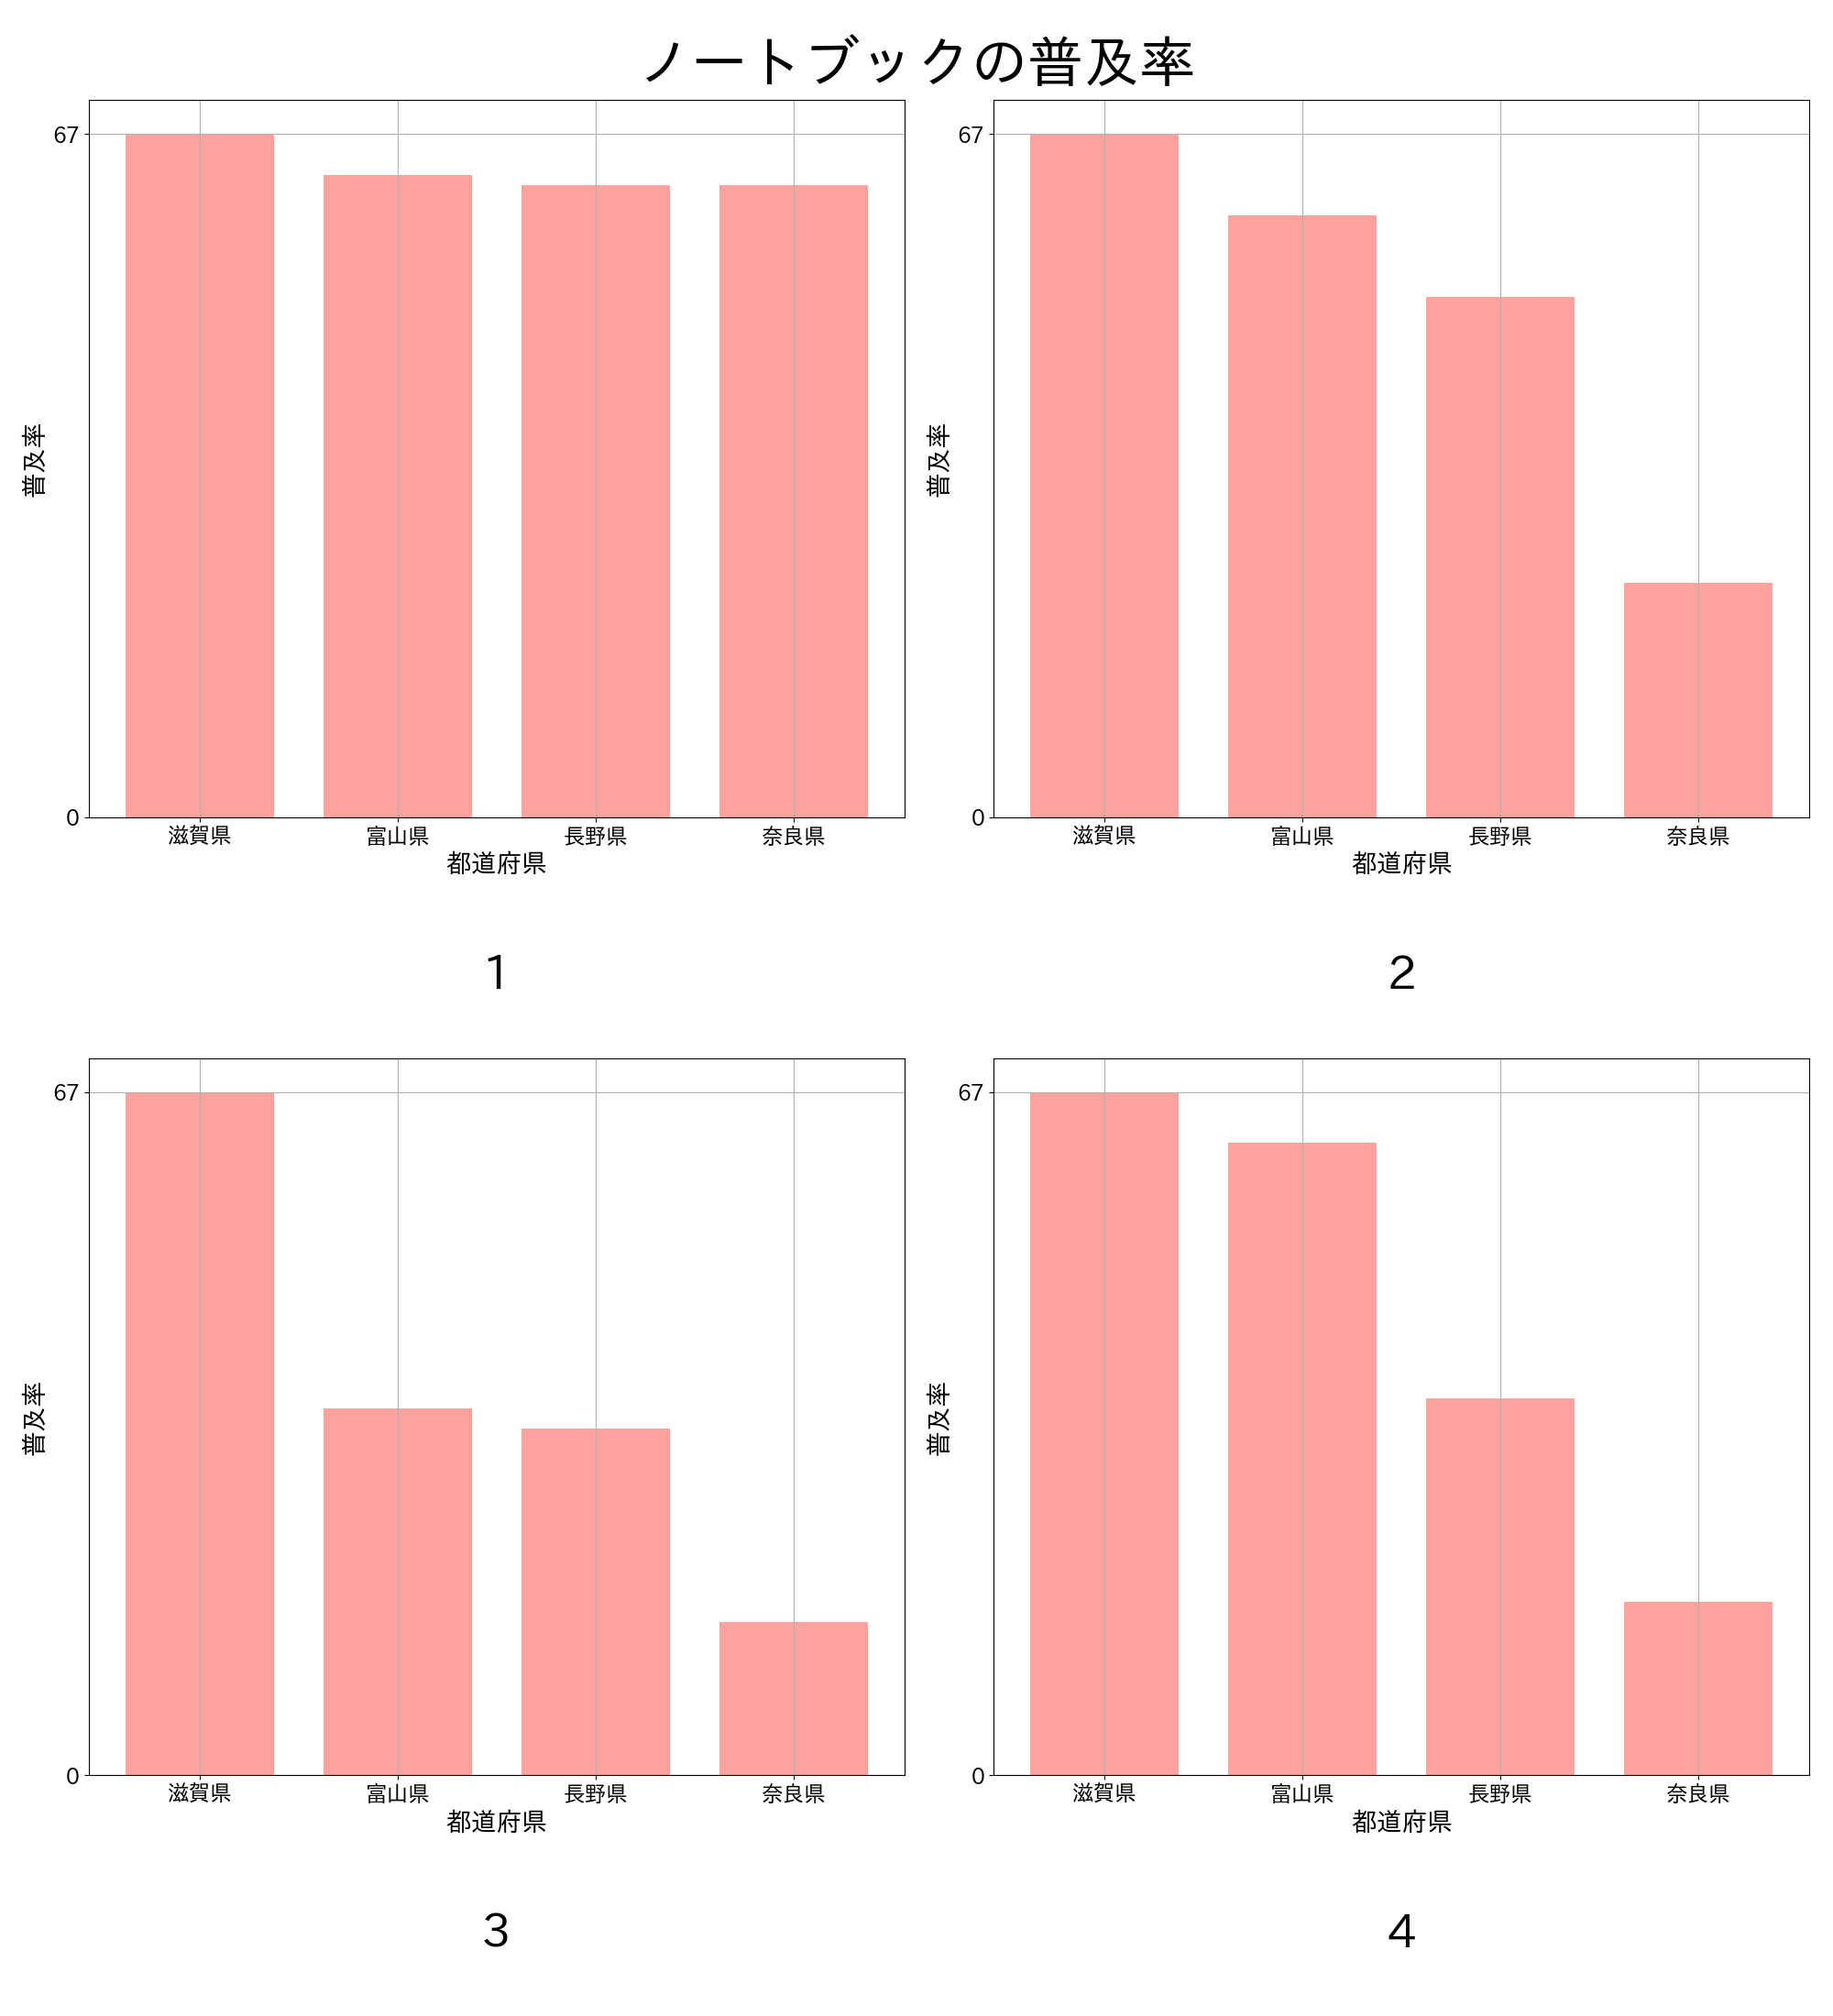 ノートブックの普及率
67
0
普及率
滋賀県 富山県 長野県 奈良県
都道府県
1
67
0
普及率
滋賀県 富山県 長野県 奈良県
都道府県
2
67
0
普及率
滋賀県 富山県 長野県 奈良県
都道府県
3
67
0
普及率
滋賀県 富山県 長野県 奈良県
都道府県
4